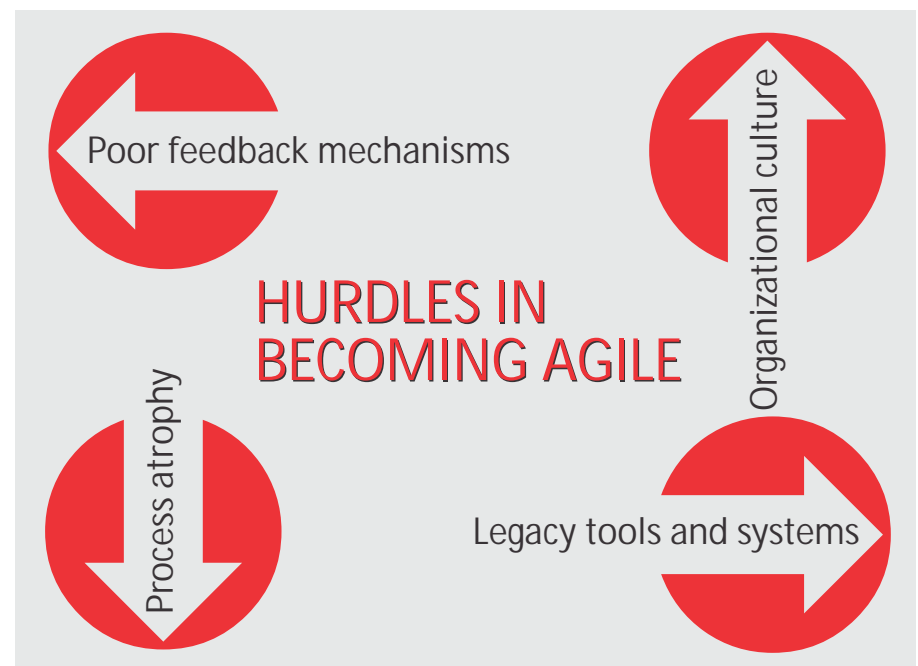 Poor feedback mechanisms
Organizational culture
HURDLES IN
BECOMING AGILE
Process atrophy
Legacy tools and systems